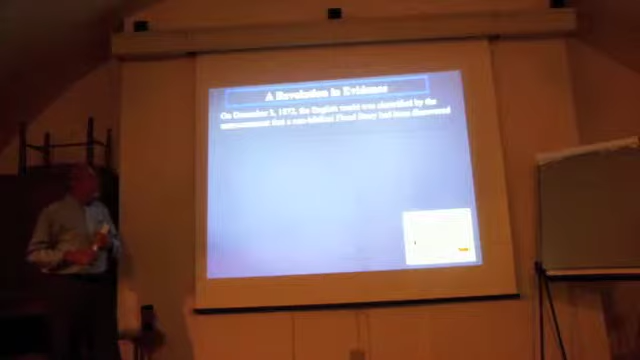 A Revolution in Evidence
On December 3, 1872, the English world was electrified by the
announcement that a non-biblical Flood Story had been discovered